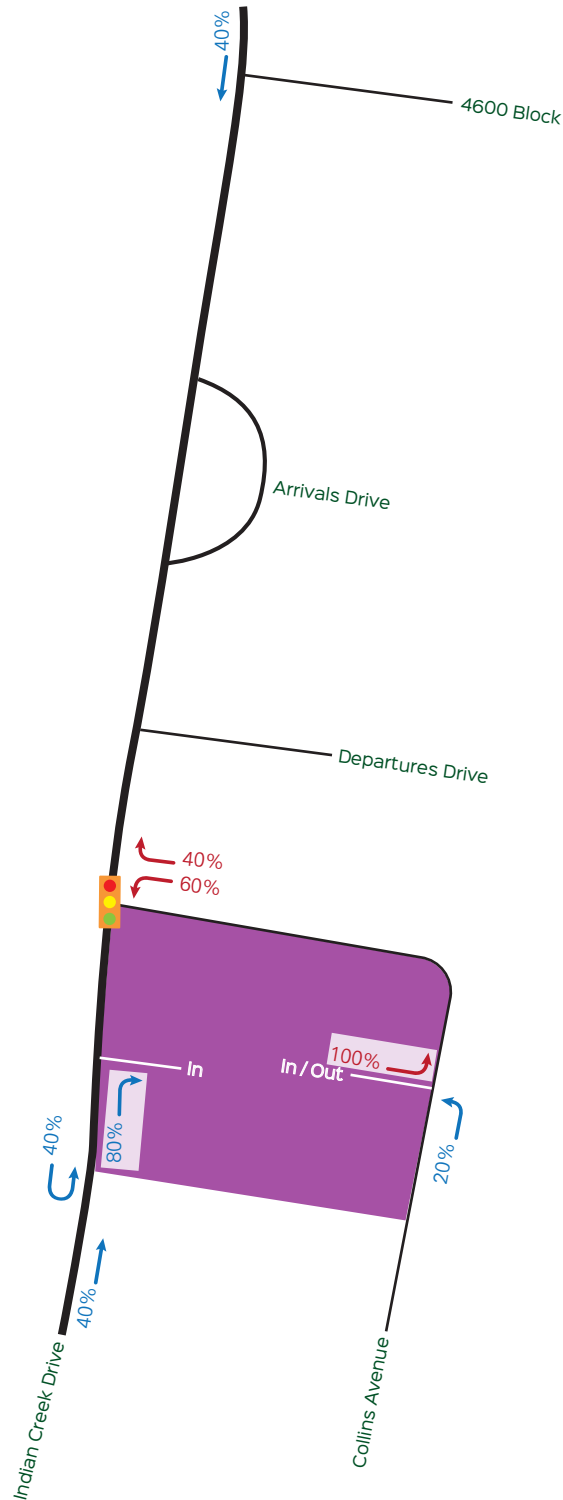 40%
4600 Block
Arrivals Drive
Departures Drive
40%
60%
100%
In
In / Out
80%
40%
20%
40%
Indian Creek Drive
Collins Avenue